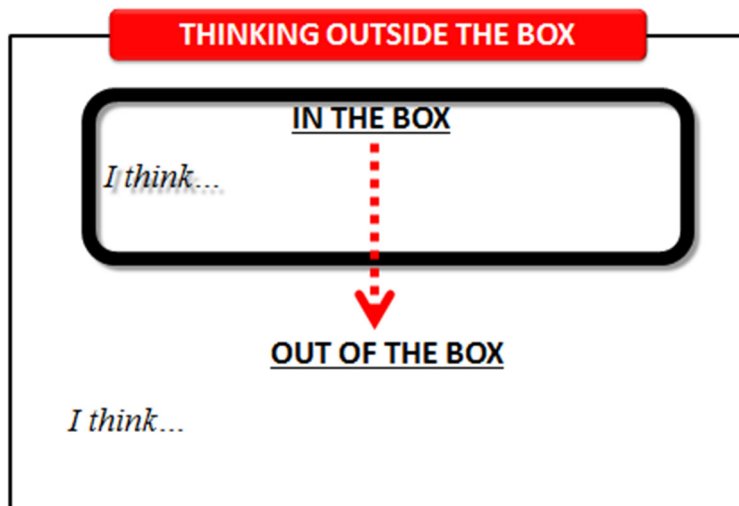 THINKING OUTSIDE THE BOX
IN THE BOX
I think...
OUT OF THE BOX
I think...